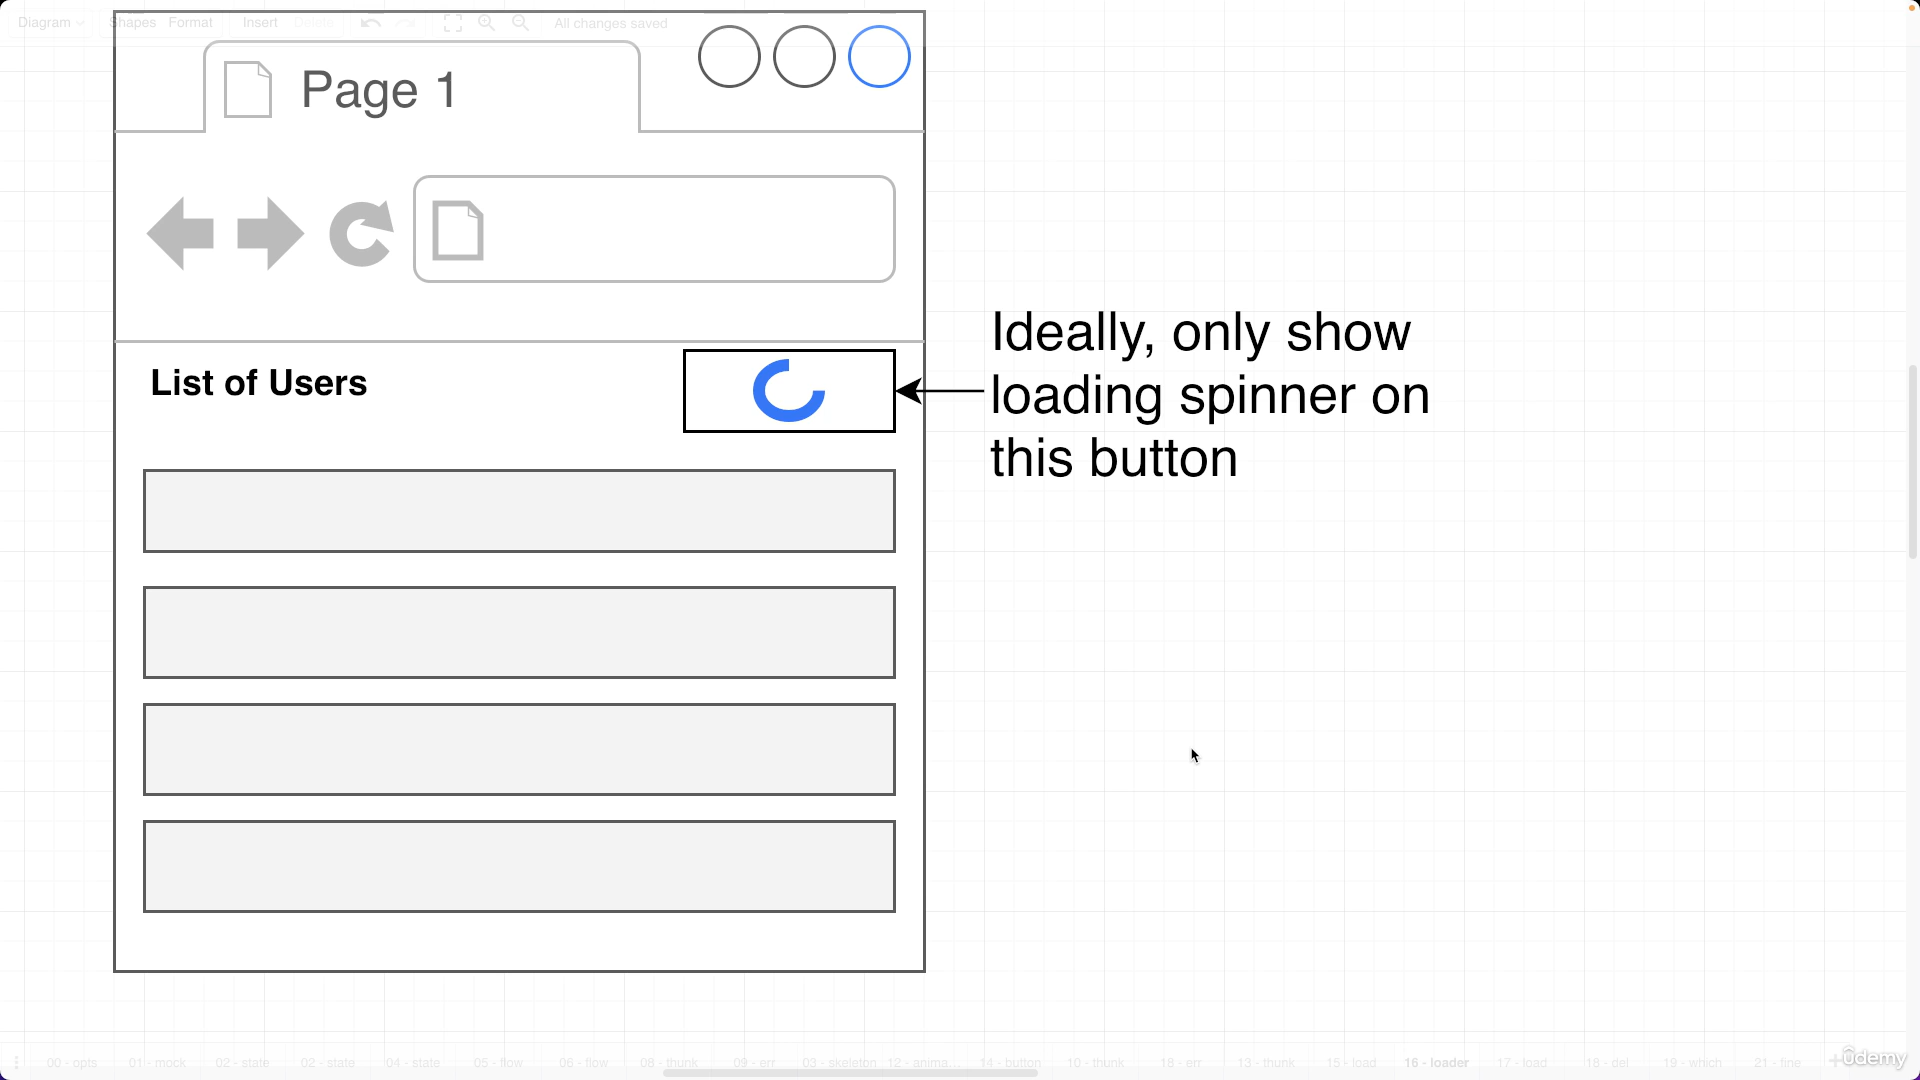 Diagram
Shapes
Format
Insert
Delete
All changes saved
Page 1
List of Users
Ideally, only show
loading spinner on
this button
00 - opts
01 - mock
02 - state
02 - state
04 - state
05 - flow
06 - flow
08 - thunk
09 - err
03 - skeleton
12 - anima...
14 - button
10 - thunk
18 - err
13 - thunk
15 - load
16 - loader
17 - load
18 - del
19 - which
21 - fine
ûdemy